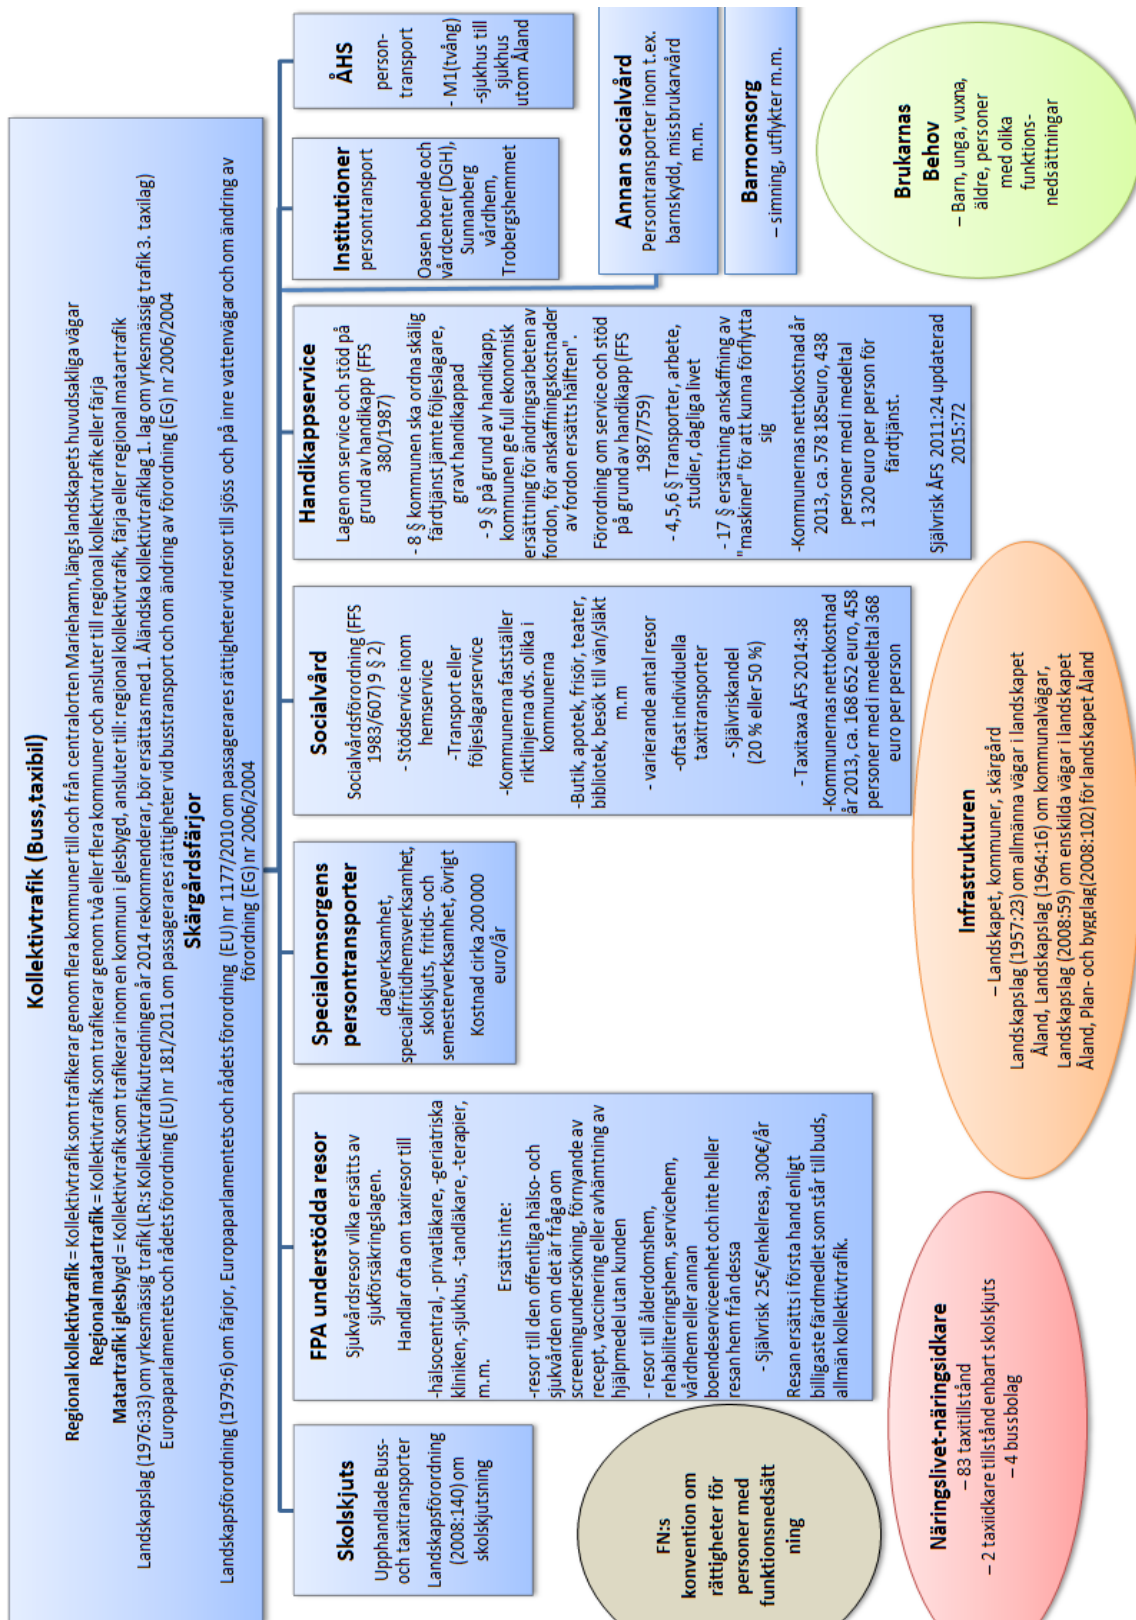 Kollektivtrafik (Buss,taxibil)
Regional kollektivtrafik = Kollektivtrafik som trafikerar genom flera kommuner till och från centralorten Mariehamn, längs landskapets huvudsakliga vägar
Regional matartrafik = Kollektivtrafik som trafikerar genom två eller flera kommuner och ansluter till regional kollektivtrafik eller färja
Matartrafik i glesbygd = Kollektivtrafik som trafikerar inom en kommun i glesbygd, ansluter till: regional kollektivtrafik, färja aller regional matartrafik
Landskapslag (1976:33) om yrkesmässig trafik (LR:s Kollektivtrafikutredningen år 2014 rekommenderar, bör ersättas med 1. Åländska kollektivtrafiklag 1. lag om yrkesmässig trafik 3. taxilag)
Europaparlamentets och rådets förordning (EU) nr 181/2011 om passagerares rättigheter vid busstransport och om ändring av förordning (EG) nr 2006/2004
Skärgårdsfärjor
Landskapsförordning (1979:6) om färjor, Europaparlamentets och rådets förordning (EU) nr 1177/2010 om passagerares rättigheter vid resor till sjöss och på inre vattenvägar och om ändring av
förordning (EG) nr 2006/2004
Skolskjuts
Upphandlade Buss-
och taxitransporter
Landskapsförordning
(2008:140) om
skolskjutsning
FPA understödda resor
Sjukvårdsresor vilka ersätts av
sjukförsäkringslagen.
Handlar ofta om taxiresor till
-hälsocentral, - privatläkare, -geriatriska
kliniken, -sjukhus, -tandläkare, -terapier,
m.m.
Ersätts inte:
-resor till den offentliga hälso- och
sjukvården om det är fråga om
screeningundersökning, förnyande av
recept, vaccinering eller avhämtning av
hjälpmedel utan kunden
- resor till ålderdomshem,
rehabiliteringshem, servicehem,
vårdhem eller annan
boendeserviceenhet och inte heller
resan hem från dessa
- Självrisk 25€/enkelresa, 300€/år
Resan ersätts i första hand enligt
billigaste färdmedlet som står till buds,
allmän kollektivtrafik.
Specialomsorgens
persontransporter
dagverksamhet,
specialfritidhemsverksamhet,
skolskjuts, fritids- och
semesterverksamhet, övrigt
Kostnad cirka 200 000
euro/år
Socialvård
Socialvårdsförordning (FFS
1983/607) 9 § 2)
- Stödservice inom
hemservice
-Transport eller
följeslagarservice
-Kommunerna fastställer
riktlinjerna dvs. olika i
kommunerna
-Butik, apotek, frisör, teater,
bibliotek, besök till vän/släkt
m.m
- varierande antal resor
-oftast individuella
taxitransporter
- Självriskandel
(20 % eller 50 %)
- Taxitaxa ÅFS 2014:38
-Kommunernas nettokostnad
år 2013, ca. 168 652 euro, 458
personer med i medeltal 368
euro per person
Handikappservice
Lagen om service och stöd på
grund av handikapp (FFS
380/1987)
- 8 § kommunen ska ordna skälig
färdtjänst jämte följeslagare,
gravt handikappad
- 9 § på grund av handikapp,
kommunen ge full ekonomisk
ersättning för ändringsarbeten av
fordon, för anskaffningskostnader
av fordon ersätts hälften".
Förordning om service och stöd
på grund av handikapp (FFS
1987/759)
- 4,5,6 § Transporter, arbete,
studier, dagliga livet
- 17 § ersättning anskaffning av
"maskiner" för att kunna förflytta
sig
-Kommunernas nettokostnad år
2013, ca. 578 185euro, 438
personer med i medeltal
1 320 euro per person för
färdtjänst.
Självrisk ÅFS 2011:24 updaterad
2015:72
Institutioner
persontransport
Oasen boende och
vårdcenter (DGH),
Sunnanberg
vårdhem,
Trobergshemmet
ÅHS
person-
transport
- M1(tvång)
-sjukhus till
sjukhus
utom Åland
Annan socialvård
Persontransporter inom t.ex.
barnskydd, missbrukarvård
m.m.
Barnomsorg
– simning, utflykter m.m.
FN:s
konvention om
rättigheter för
personer med
funktionsnedsätt
ning
Näringslivet-näringsidkare
– 83 taxitillstånd
– 2 taxiidkare tillstånd enbart skolskjuts
– 4 bussbolag
Infrastrukturen
– Landskapet, kommuner, skärgård
Landskapslag (1957:23) om allmänna vägar i landskapet
Åland, Landskapslag (1964:16) om kommunalvägar,
Landskapslag (2008:59) om enskilda vägar i landskapet
Åland, Plan- och bygglag (2008:102) för landskapet Åland
Brukarnas
Behov
– Barn, unga, vuxna,
äldre, personer
med olika
funktions-
nedsättningar